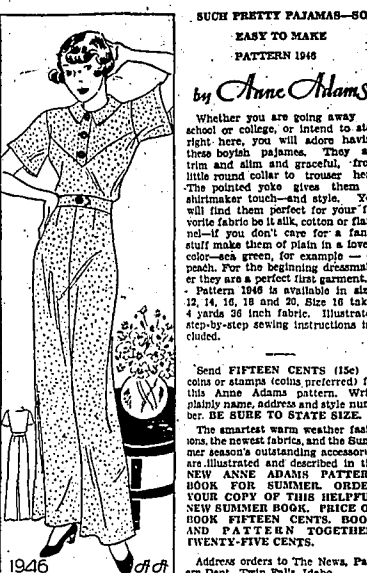 SUCH PRETTY PAJAMAS—SO
EASY TO MAKE
PATTERN 1946
by Anne Adams
Whether you are going away
school or college, or intend to at
right here, you will adore havi
these boyish pajamas. They a
trim and slim and graceful, fro
little round collar to trouser he
The pointed yoke gives them
shirtmaker touch—and style. Y
will find them perfect for your f
vorite fabric be it silk, cotton or fla
nel—if you don't care for a fan
stuff make them of plain in a love
color—sea green, for example —
peach. For the beginning dressma
er they are a perfect first garment.
Pattern 1946 is available in siz
12, 14, 16, 18 and 20. Size 16 tak
4 yards 36 inch fabric. Illustrat
step-by-step sewing instructions i
cluded.
Send FIFTEEN CENTS (15c) i
coins or stamps (coins preferred) f
this Anne Adams pattern. Wri
plainly name, address and style num
ber. BE SURE TO STATE SIZE.
The smartest warm weather fash
ions, the newest fabrics, and the Sum
mer season's outstanding accessori
are illustrated and described in th
NEW ANNE ADAMS PATTER
BOOK FOR SUMMER. ORDE
YOUR COPY OF THIS HELPFU
NEW SUMMER BOOK. PRICE O
BOOK FIFTEEN CENTS. BOO
AND PATTERN TOGETHE
TWENTY-FIVE CENTS.
Address orders to The News, Pa
ern Dept. Twin Falls, Idaho.
1946
AA